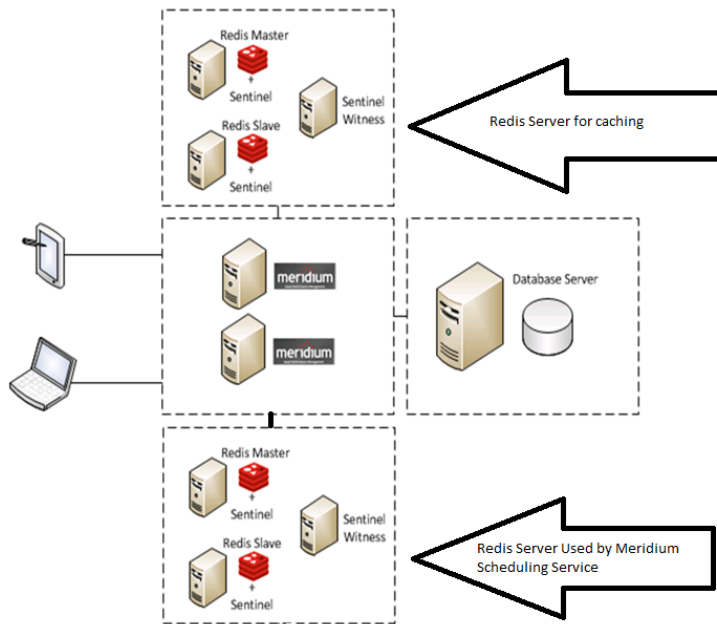 Redis Master
+
Sentinel
Sentinel
Witness
Redis Slave
+
Sentinel
Redis Server for caching
meridium
meridium
Database Server
Redis Master
+
Sentinel
Sentinel
Witness
Redis Slave
+
Sentinel
Redis Server Used by Meridium
Scheduling Service